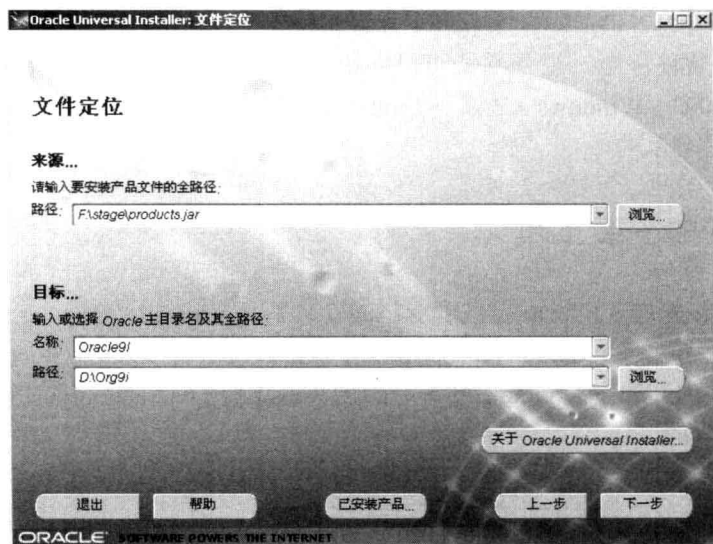 Oracle Universal Installer: 文件定位
文件定位
来源...
请输入要安装产品文件的全路径:
路径: F:\stage\products.jar 浏览...
目标...
输入或选择 Oracle 主目录名及其全路径:
名称: Oracle9i
路径: D:\Org9i 浏览...
关于 Oracle Universal Installer...
退出 帮助 已安装产品... 上一步 下一步
ORACLE SOFTWARE POWERS THE INTERNET